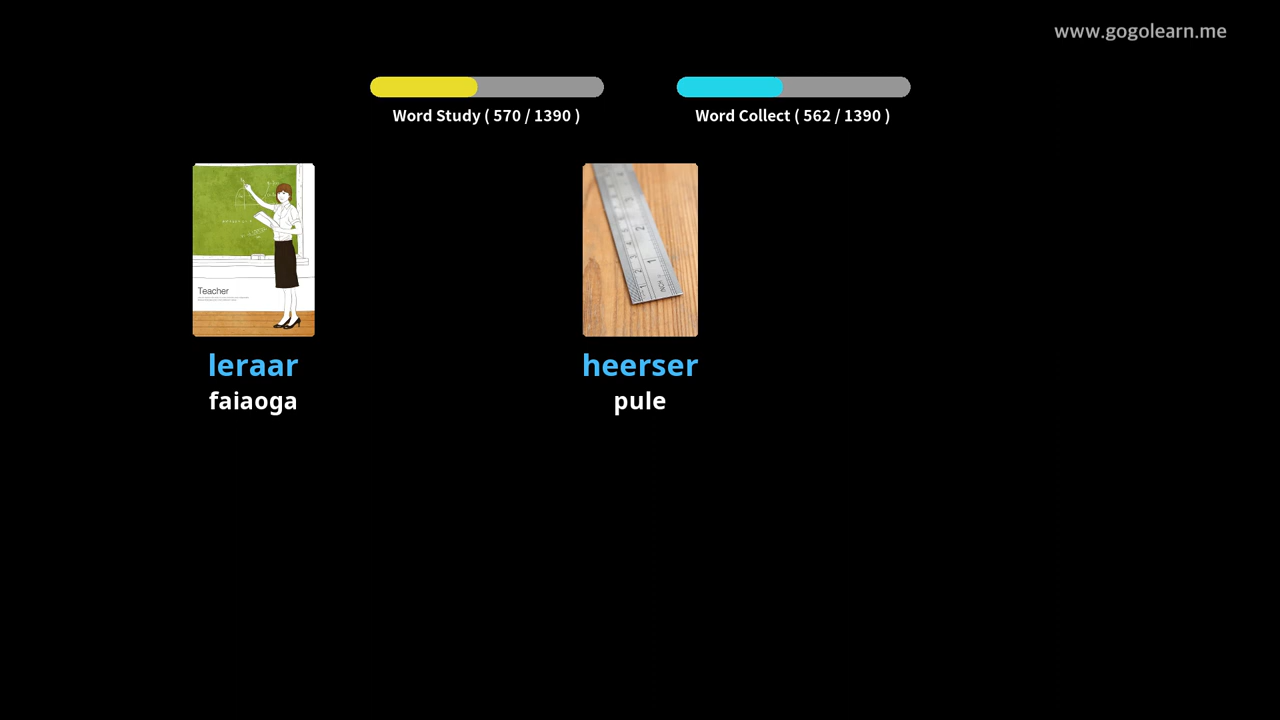 www.gogolearn.me
Word Study ( 570 / 1390 )
Word Collect ( 562 / 1390 )
Teacher
leraar
faiaoga
heerser
pule